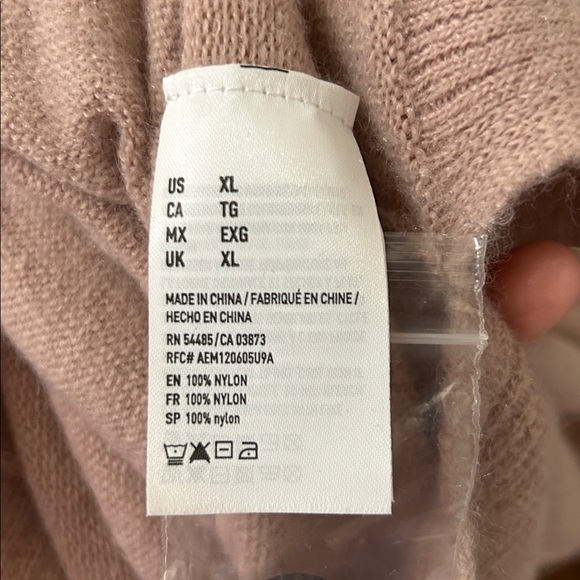 US XL
CA TG
MX EXG
UK XL
MADE IN CHINA / FABRIQUÉ EN CHINE /
HECHO EN CHINA
RN 54485/CA 03873
RFC# AEM120605U9A
EN 100% NYLON
FR 100% NYLON
SP 100% nylon